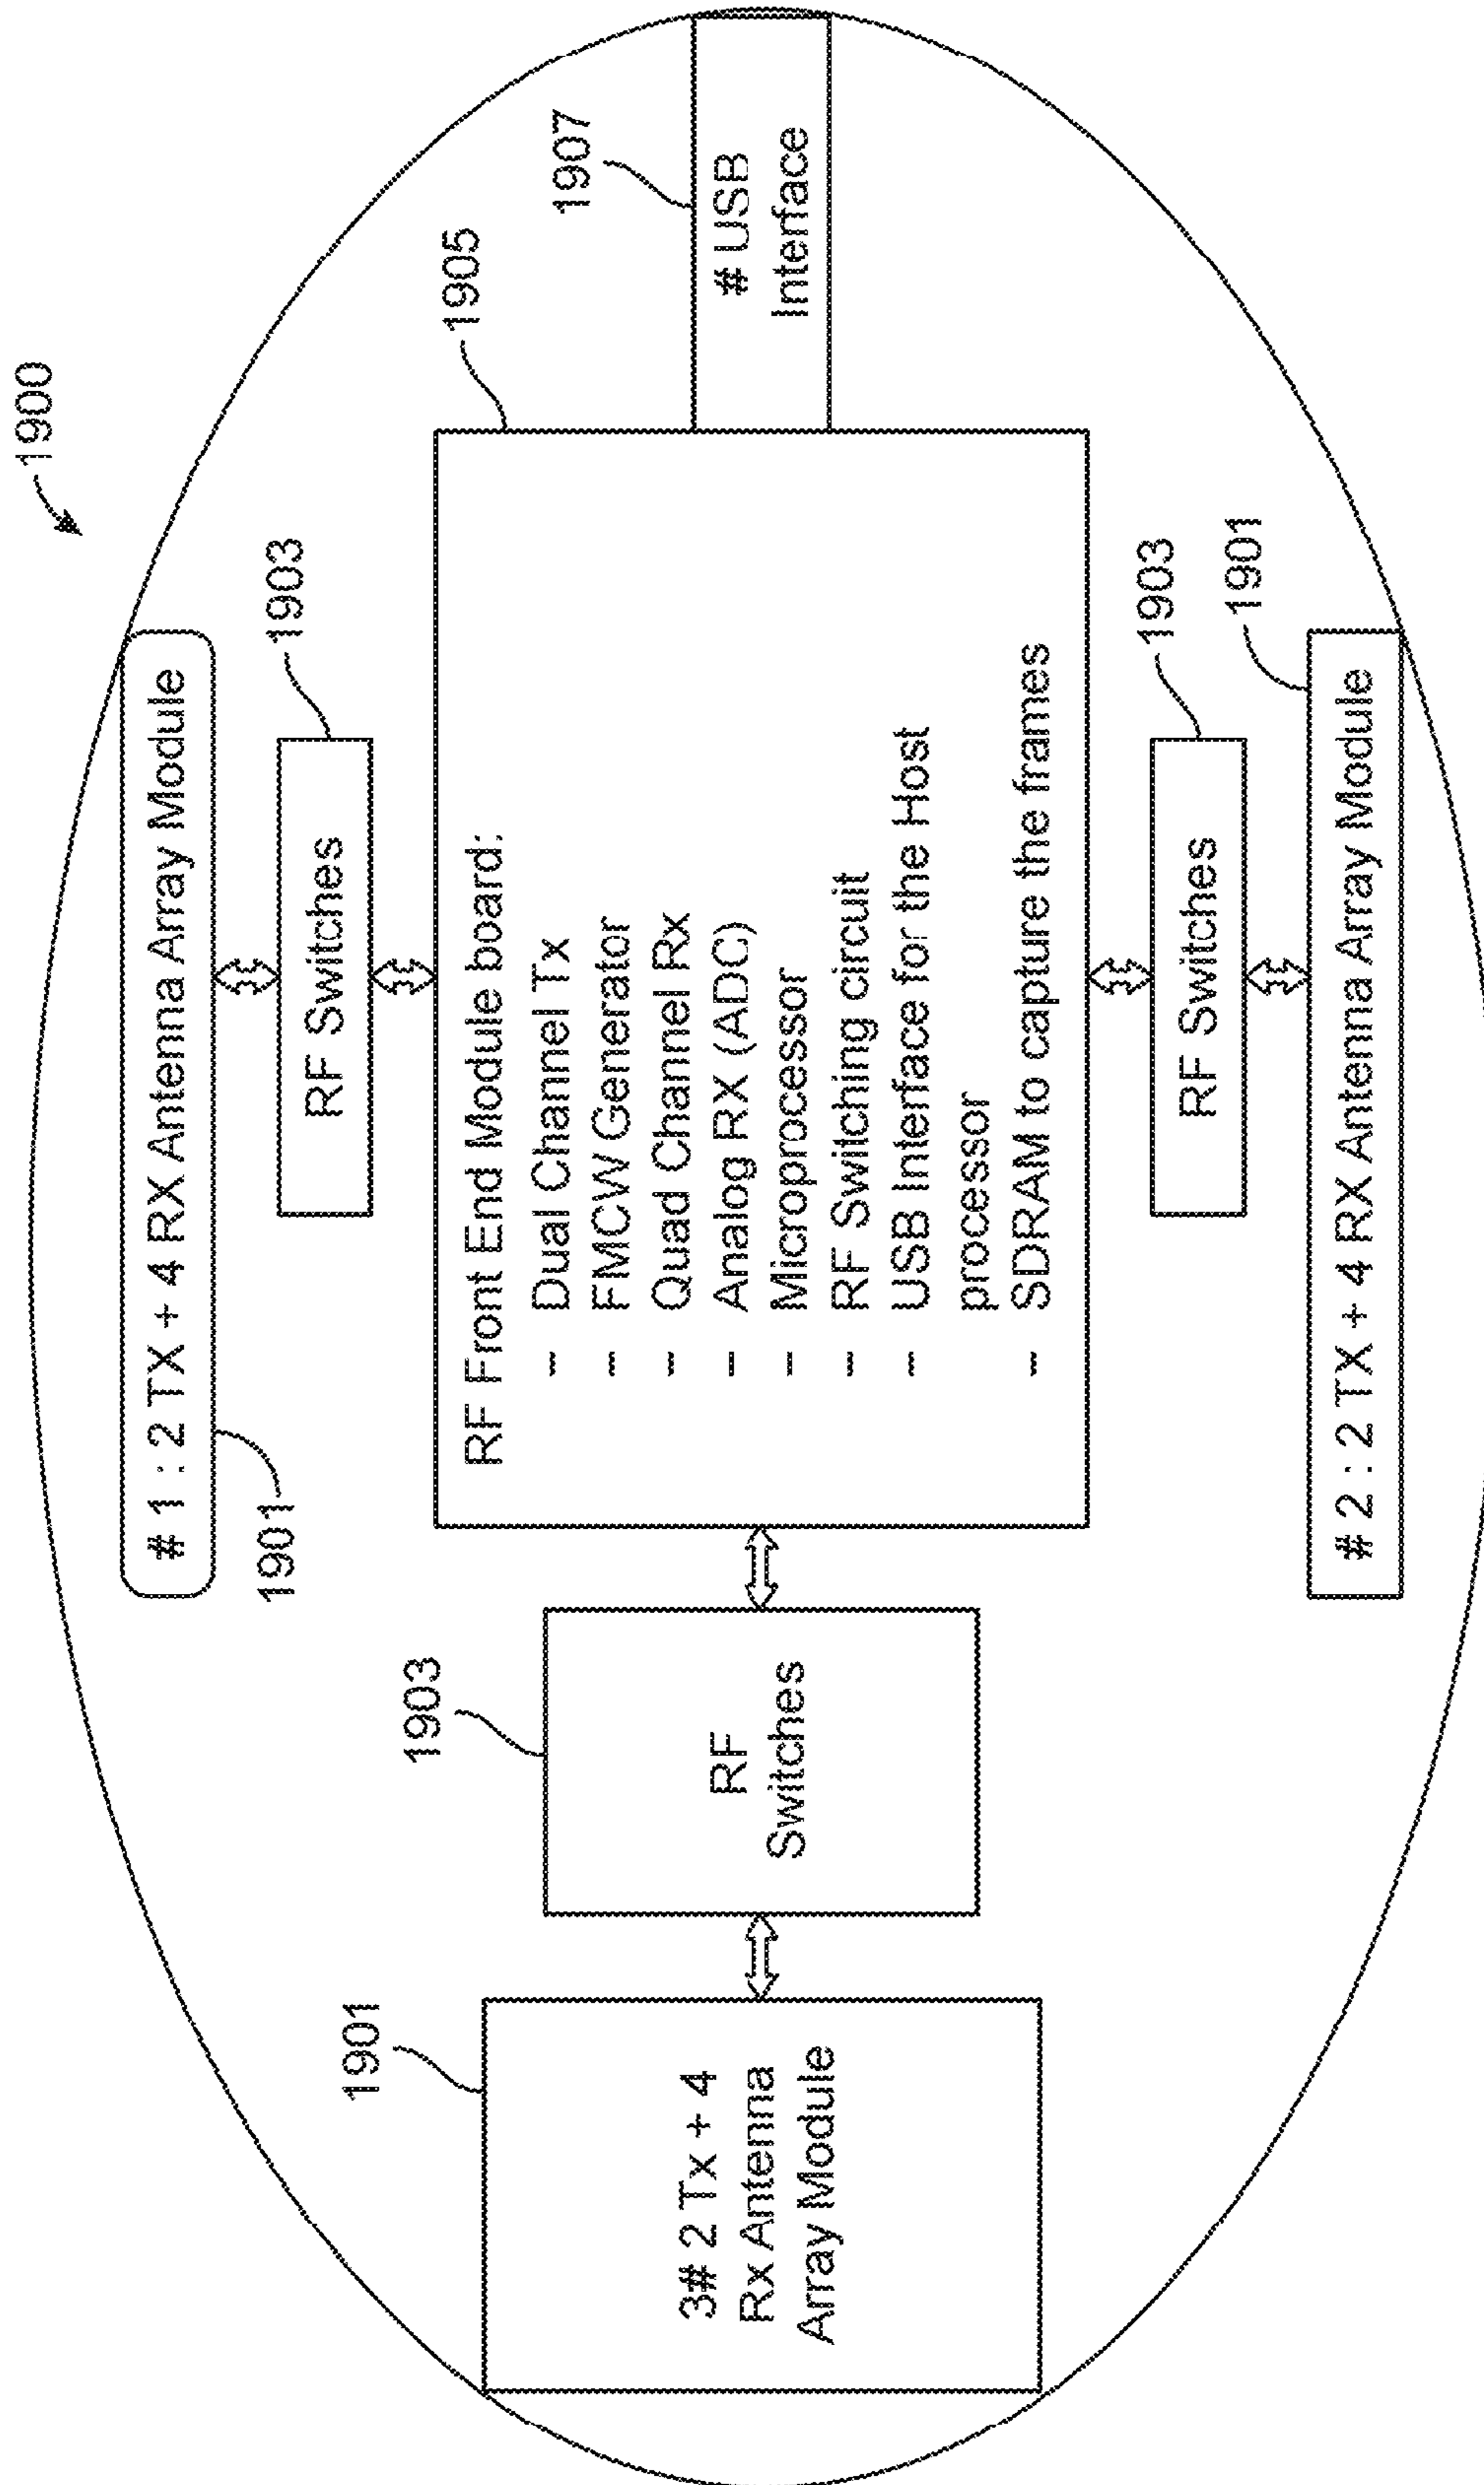 1900
# 1 : 2 TX + 4 RX Antenna Array Module
1901
1903
RF Switches
1905
1907
1901
3# 2 Tx + 4
Rx Antenna
Array Module
1903
RF
Switches
RF Front End Module board:
- Dual Channel Tx
- FMCW Generator
- Quad Channel Rx
- Analog RX (ADC)
- Microprocessor
- RF Switching circuit
- USB Interface for the Host
processor
- SDRAM to capture the frames
# USB
Interface
RF Switches
1903
1901
# 2 : 2 TX + 4 RX Antenna Array Module